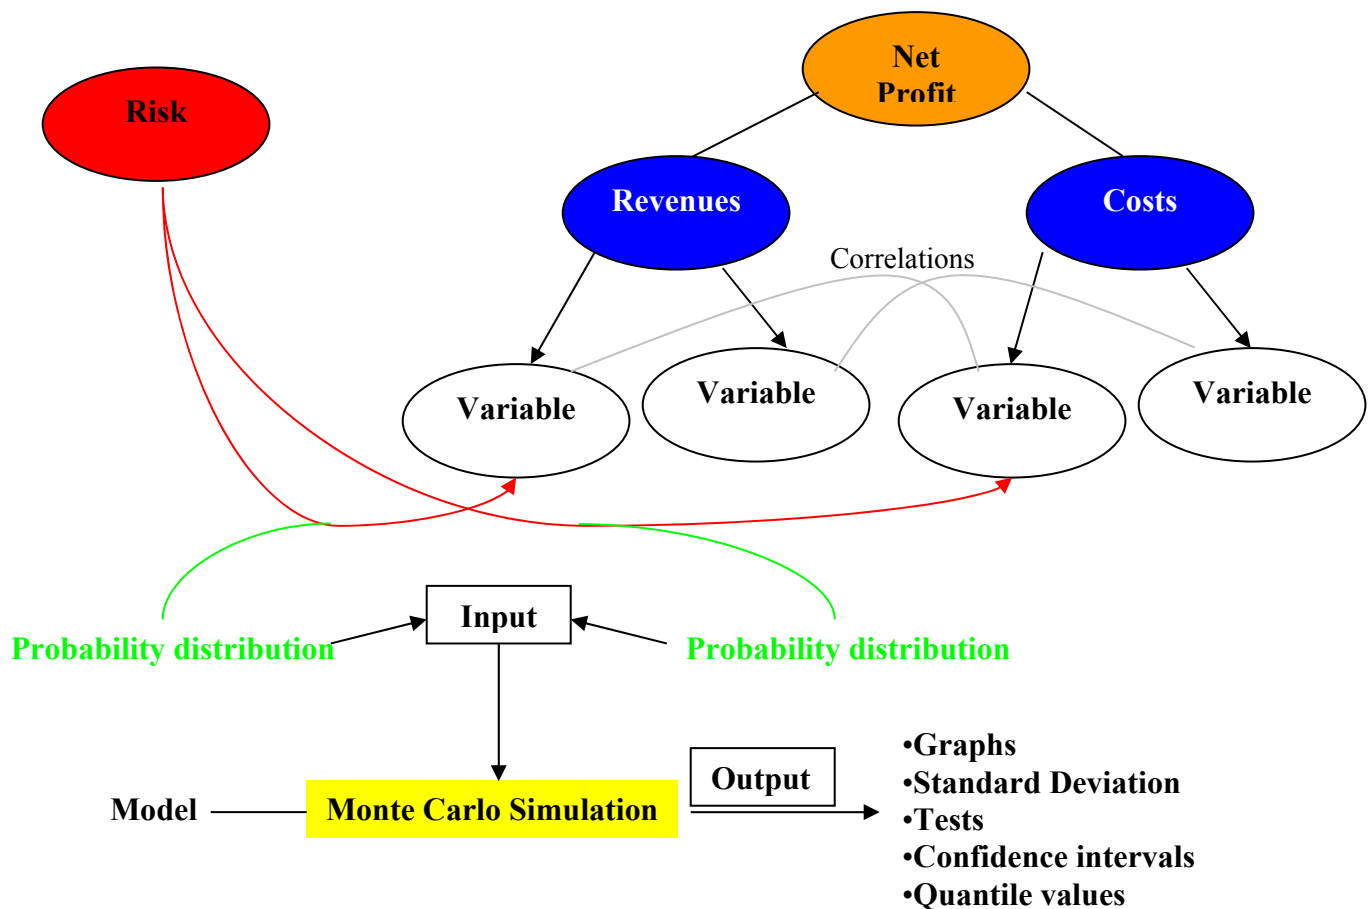 Net
Profit
Risk
Revenues
Costs
Correlations
Variable
Variable
Variable
Variable
Input
Probability distribution
Probability distribution
Output
Model
Monte Carlo Simulation
•Graphs
•Standard Deviation
•Tests
•Confidence intervals
•Quantile values